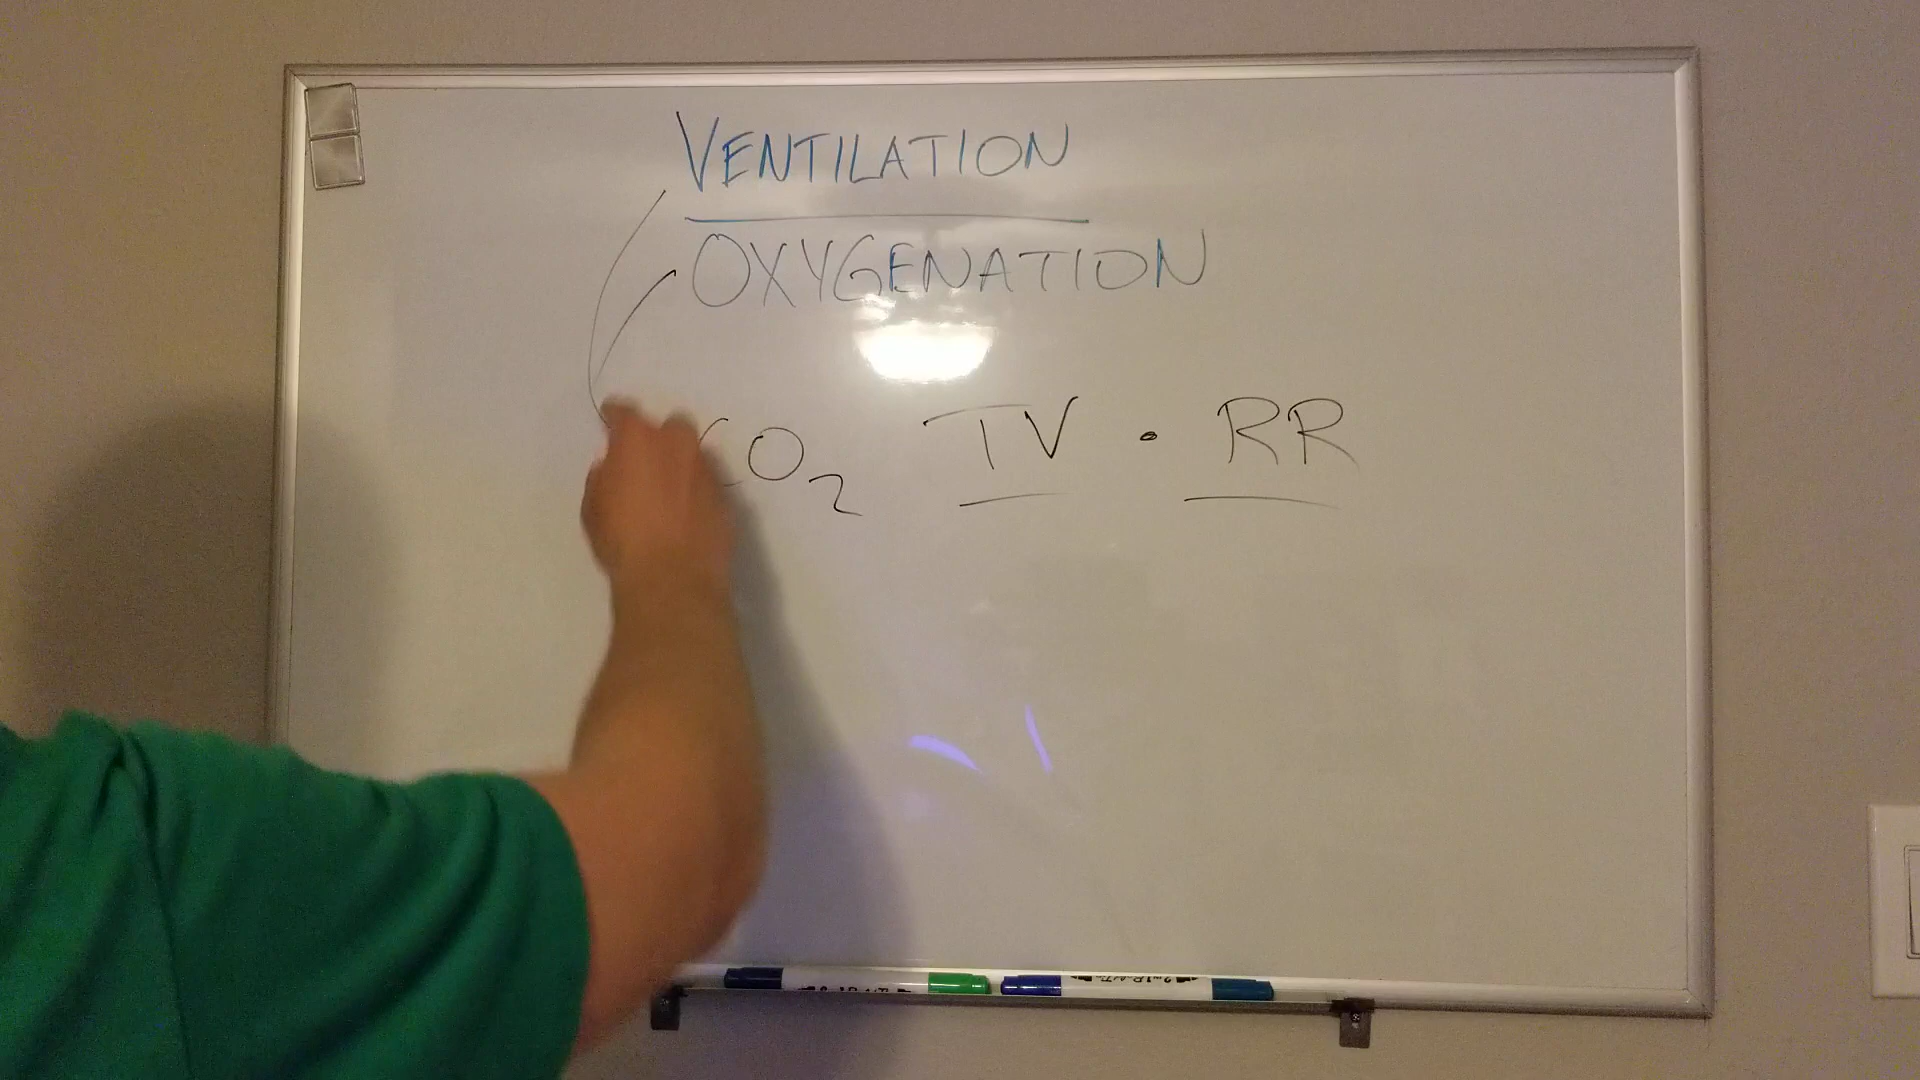 VENTILATION
OXYGENATION
CO2 TV • RR